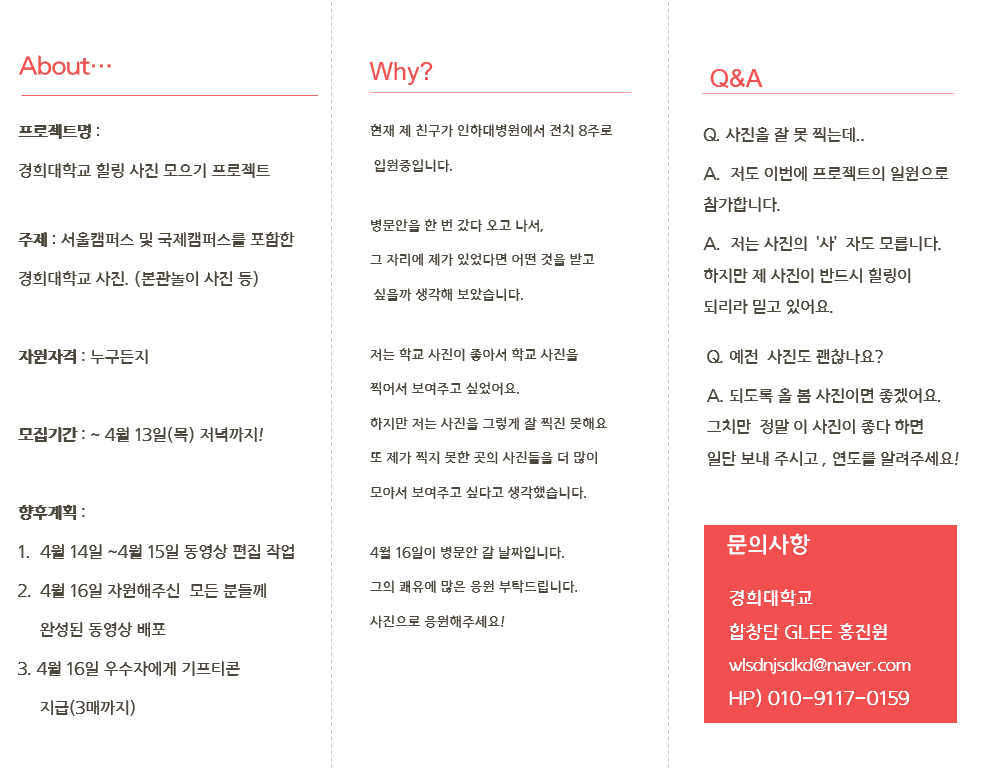 About…
프로젝트명 :
경희대학교 힐링 사진 모으기 프로젝트
주제 : 서울캠퍼스 및 국제캠퍼스를 포함한
경희대학교 사진. (본관놀이 사진 등)
자원자격 : 누구든지
모집기간 : ~ 4월 13일(목) 저녁까지!
향후계획 :
1. 4월 14일 ~4월 15일 동영상 편집 작업
2. 4월 16일 자원해주신 모든 분들께
완성된 동영상 배포
3. 4월 16일 우수자에게 기프티콘
지급(3매까지)
Why?
현재 제 친구가 인하대병원에서 전치 8주로
입원중입니다.
병문안을 한 번 갔다 오고 나서,
그 자리에 제가 있었다면 어떤 것을 받고
싶을까 생각해 보았습니다.
저는 학교 사진이 좋아서 학교 사진을
찍어서 보여주고 싶었어요.
하지만 저는 사진을 그렇게 잘 찍진 못해요
또 제가 찍지 못한 곳의 사진들을 더 많이
모아서 보여주고 싶다고 생각했습니다.
4월 16일이 병문안 갈 날짜입니다.
그의 쾌유에 많은 응원 부탁드립니다.
사진으로 응원해주세요!
Q&A
Q. 사진을 잘 못 찍는데..
A. 저도 이번에 프로젝트의 일원으로
참가합니다.
A. 저는 사진의 '사' 자도 모릅니다.
하지만 제 사진이 반드시 힐링이
되리라 믿고 있어요.
Q. 예전 사진도 괜찮나요?
A. 되도록 올 봄 사진이면 좋겠어요.
그치만 정말 이 사진이 좋다 하면
일단 보내 주시고 , 연도를 알려주세요!
문의사항
경희대학교
합창단 GLEE 홍진원
wlsdnjsdkd@naver.com
HP) 010-9117-0159